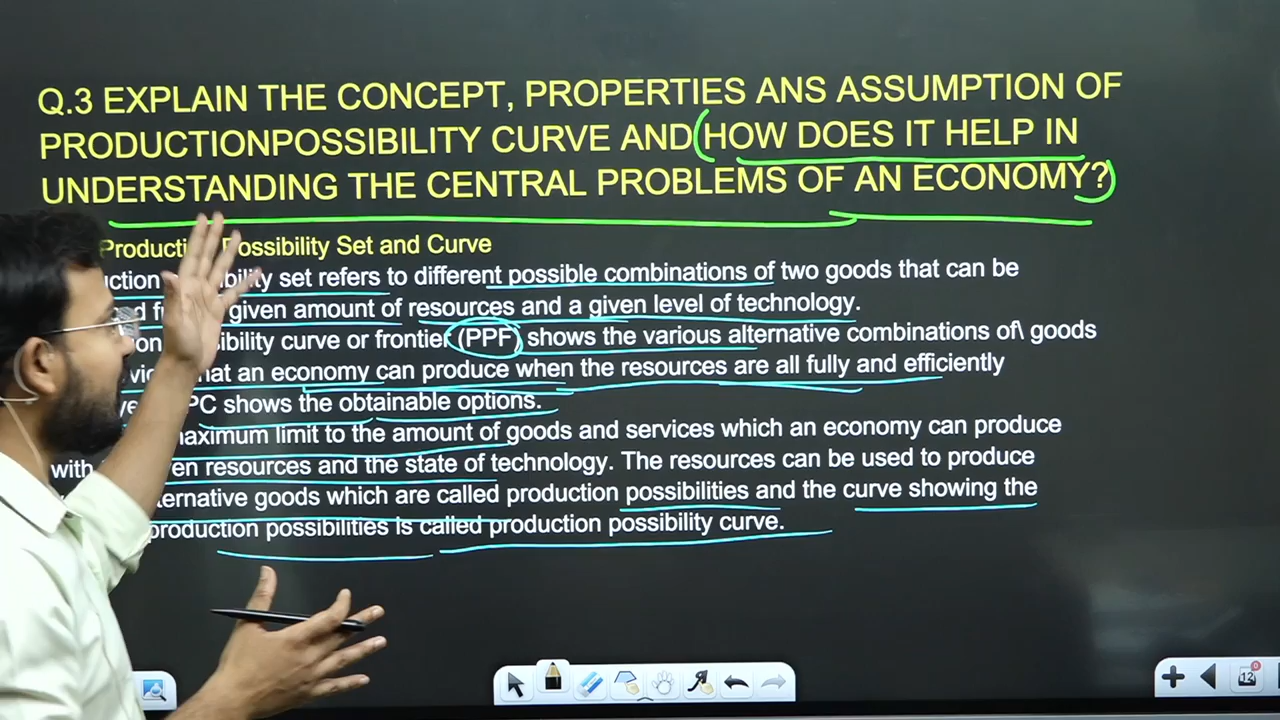 Q.3 EXPLAIN THE CONCEPT, PROPERTIES ANS ASSUMPTION OF
PRODUCTIONPOSSIBILITY CURVE AND (HOW DOES IT HELP IN
UNDERSTANDING THE CENTRAL PROBLEMS OF AN ECONOMY?)
Possibility Set and Curve
set refers to different possible combinations of two goods that can be
given amount of resources and a given level of technology.
curve or frontier (PPF) shows the various alternative combinations of\ goods
that an economy can produce when the resources are all fully and efficiently
PC shows the obtainable options.
maximum limit to the amount of goods and services which an economy can produce
with resources and the state of technology. The resources can be used to produce
alternative goods which are called production possibilities and the curve showing the
production possibilities is called production possibility curve.
12
0